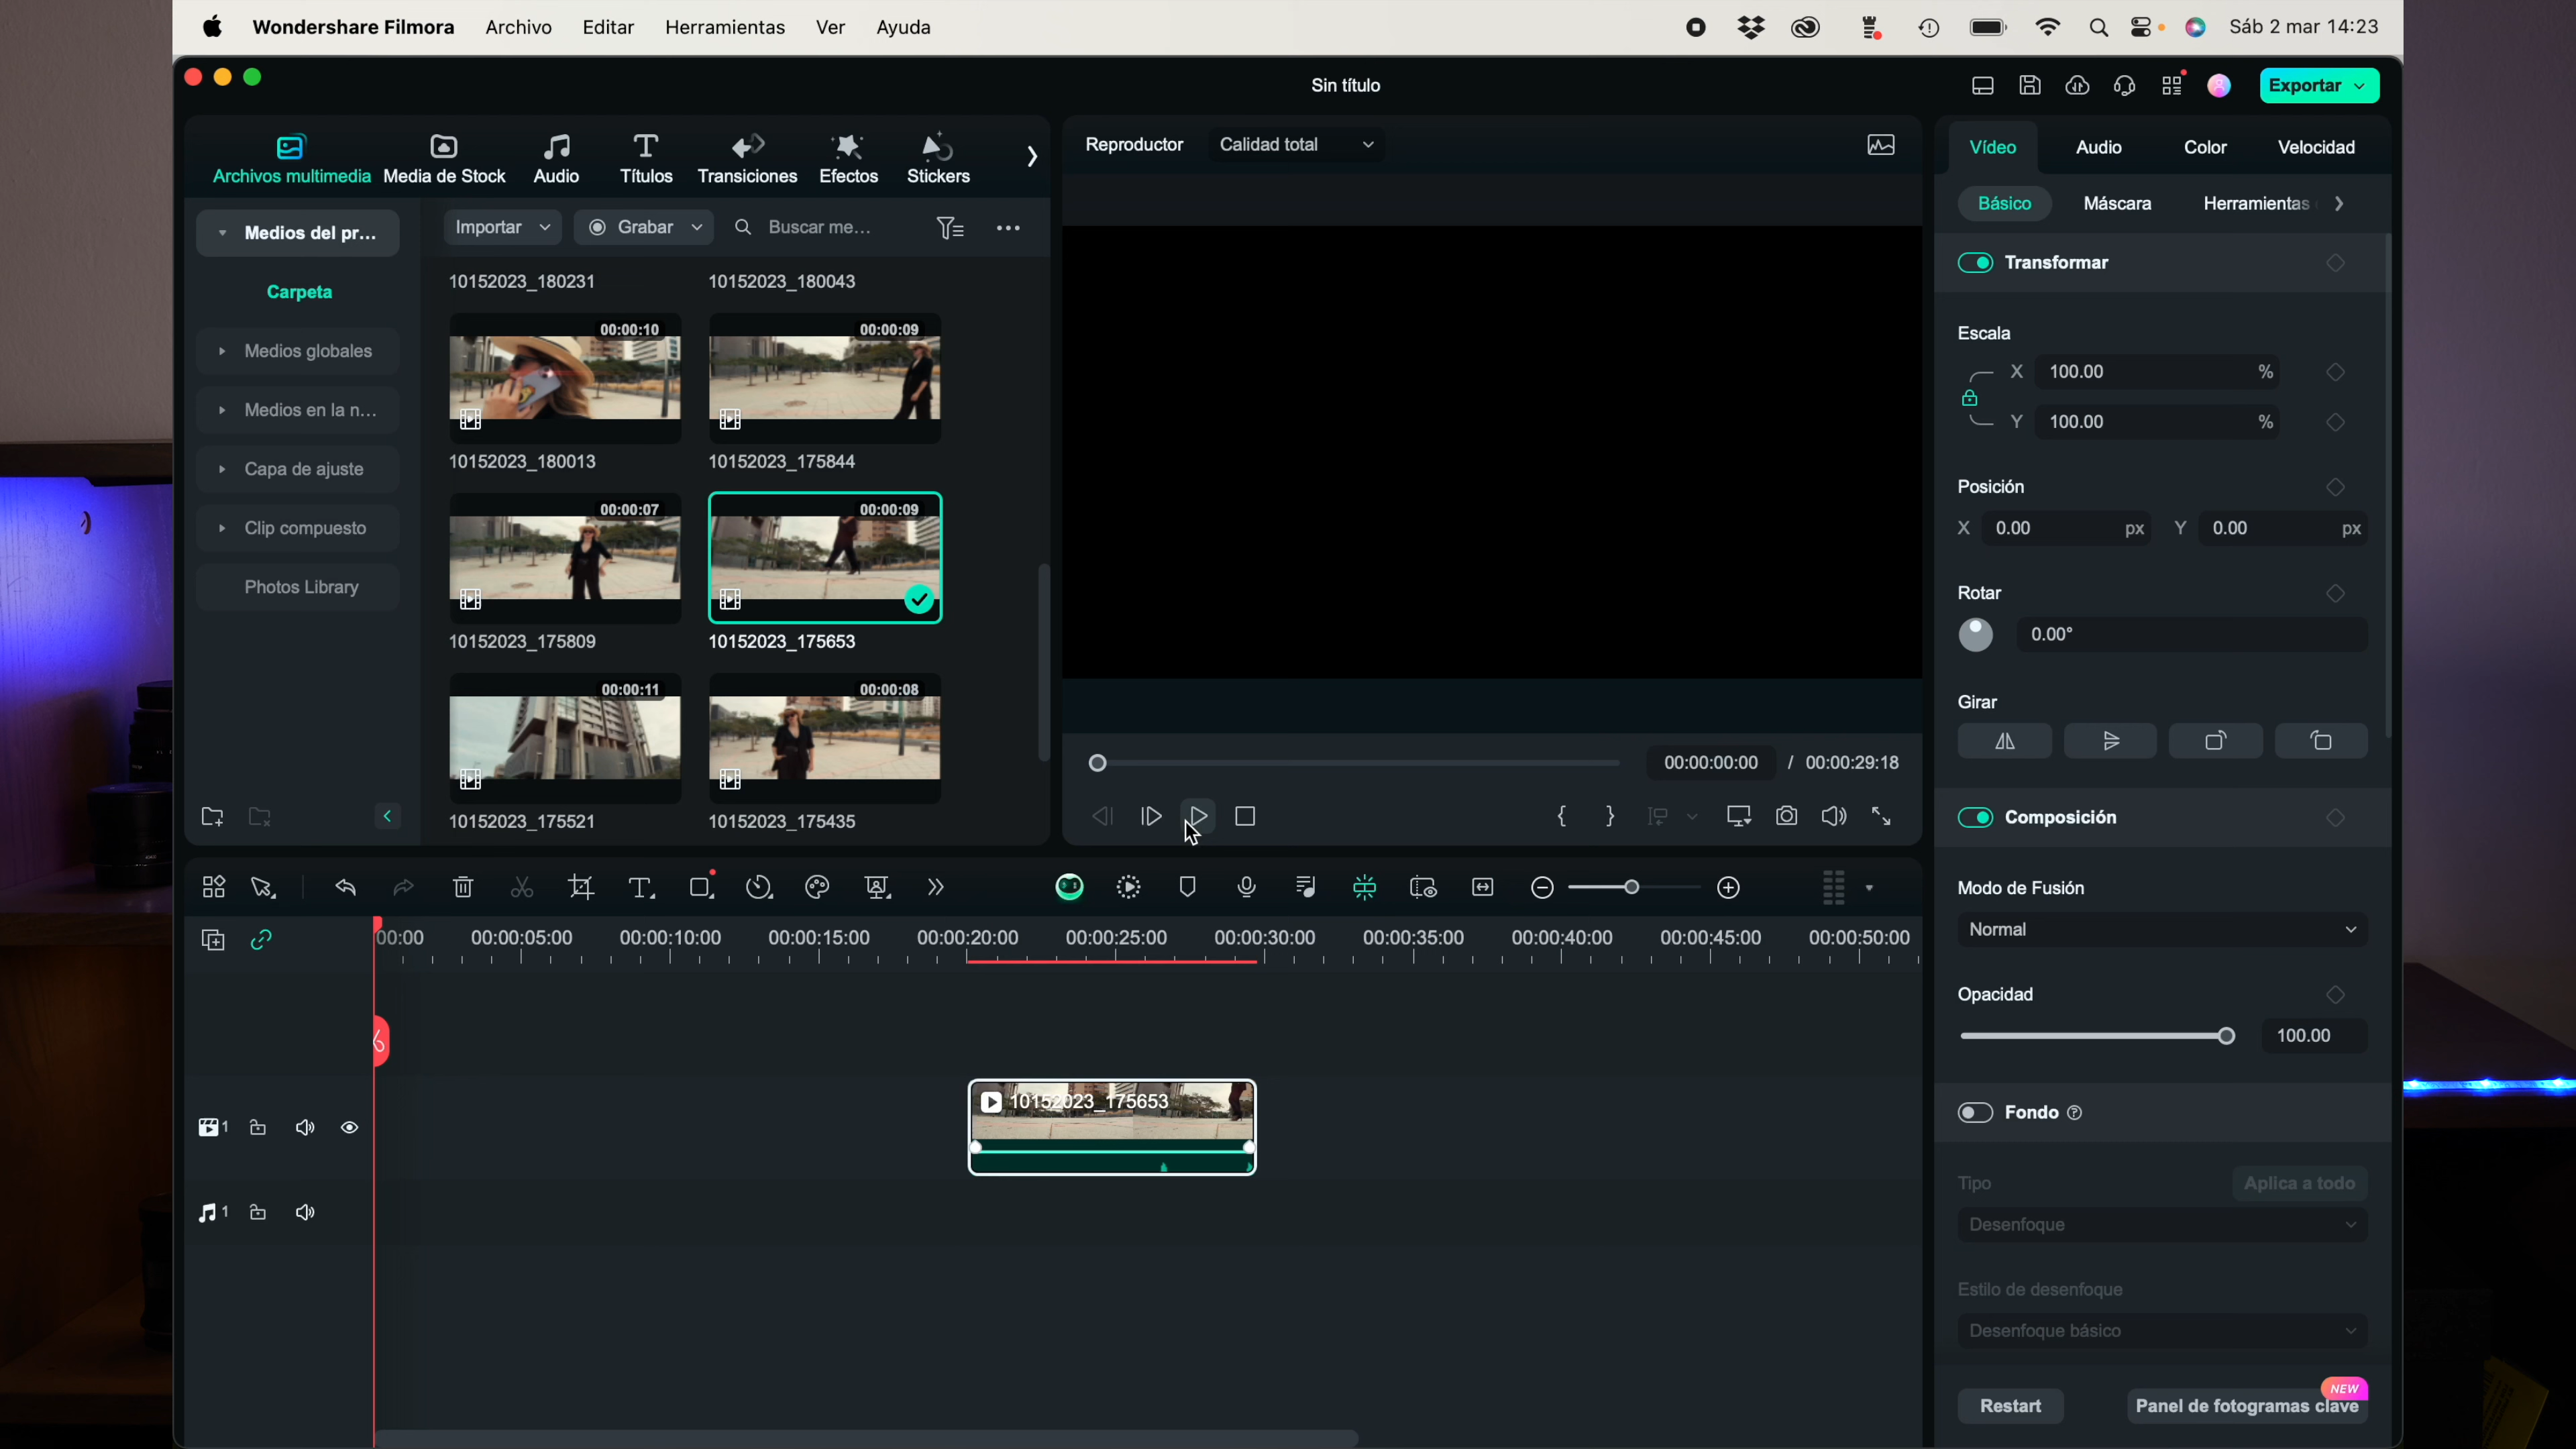 Wondershare Filmora Archivo Editar Herramientas Ver Ayuda
Sáb 2 mar 14:23
Sin título
Exportar
Archivos multimedia Media de Stock Audio Títulos Transiciones Efectos Stickers
Medios del pr...
Carpeta
Medios globales
Medios en la n...
Capa de ajuste
Clip compuesto
Photos Library
Importar Grabar Buscar me...
10152023_180231 10152023_180043
00:00:10 00:00:09
10152023_180013 10152023_175844
00:00:07 00:00:09
10152023_175809 10152023_175653
00:00:11 00:00:08
10152023_175521 10152023_175435
Reproductor Calidad total
00:00:00:00 / 00:00:29:18
Vídeo Audio Color Velocidad
Básico Máscara Herramientas
Transformar
Escala
X 100.00 %
Y 100.00 %
Posición
X 0.00 px Y 0.00 px
Rotar
0.00°
Girar
Composición
Modo de Fusión
Normal
Opacidad
100.00
Fondo
Tipo Aplica a todo
Desenfoque
Estilo de desenfoque
Desenfoque básico
NEW
Restart Panel de fotogramas clave
00:00 00:00:05:00 00:00:10:00 00:00:15:00 00:00:20:00 00:00:25:00 00:00:30:00 00:00:35:00 00:00:40:00 00:00:45:00 00:00:50:00
10152023_175653
1
1